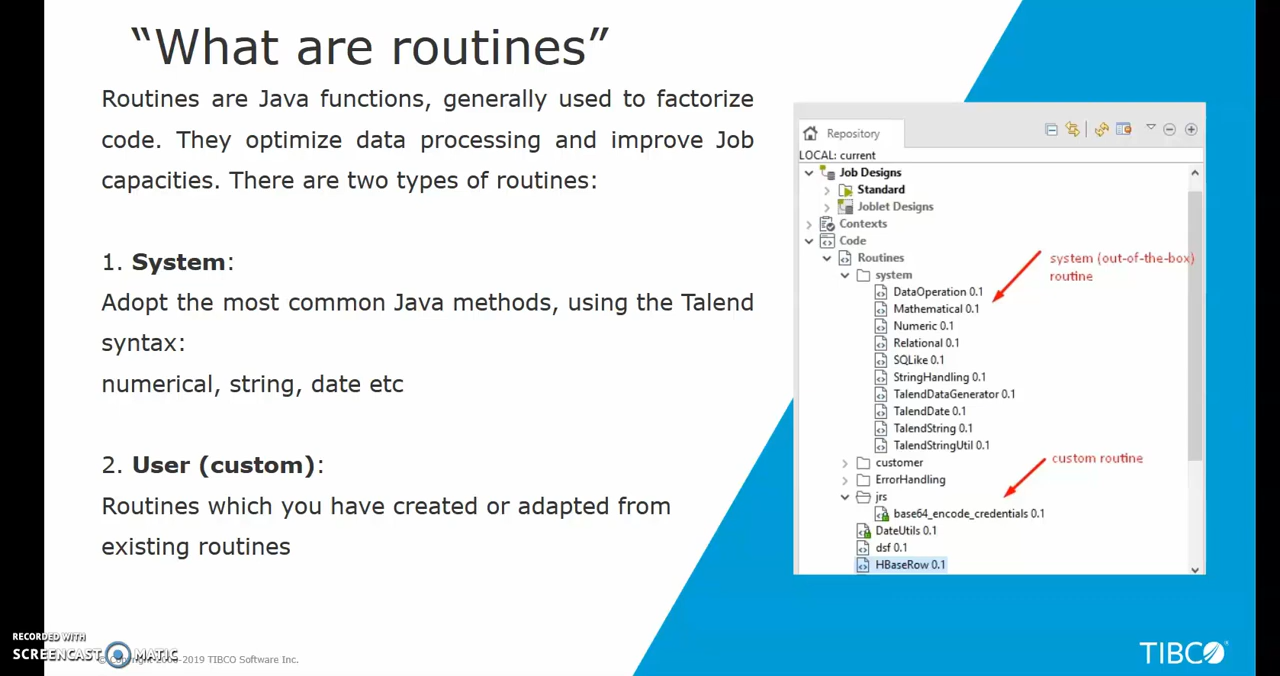 “What are routines”
Routines are Java functions, generally used to factorize
code. They optimize data processing and improve Job
capacities. There are two types of routines:
1. System:
Adopt the most common Java methods, using the Talend
syntax:
numerical, string, date etc
2. User (custom):
Routines which you have created or adapted from
existing routines
Repository
LOCAL: current
Job Designs
Standard
Joblet Designs
Contexts
Code
Routines
system
DataOperation 0.1
Mathematical 0.1
Numeric 0.1
Relational 0.1
SQLike 0.1
StringHandling 0.1
TalendDataGenerator 0.1
TalendDate 0.1
TalendString 0.1
TalendStringUtil 0.1
customer
ErrorHandling
jrs
base64_encode_credentials 0.1
DateUtils 0.1
dsf 0.1
HBaseRow 0.1
system (out-of-the-box)
routine
custom routine
RECORDED WITH
SCREENCAST MATIC
© Copyright 2000-2019 TIBCO Software Inc.
TIBCO